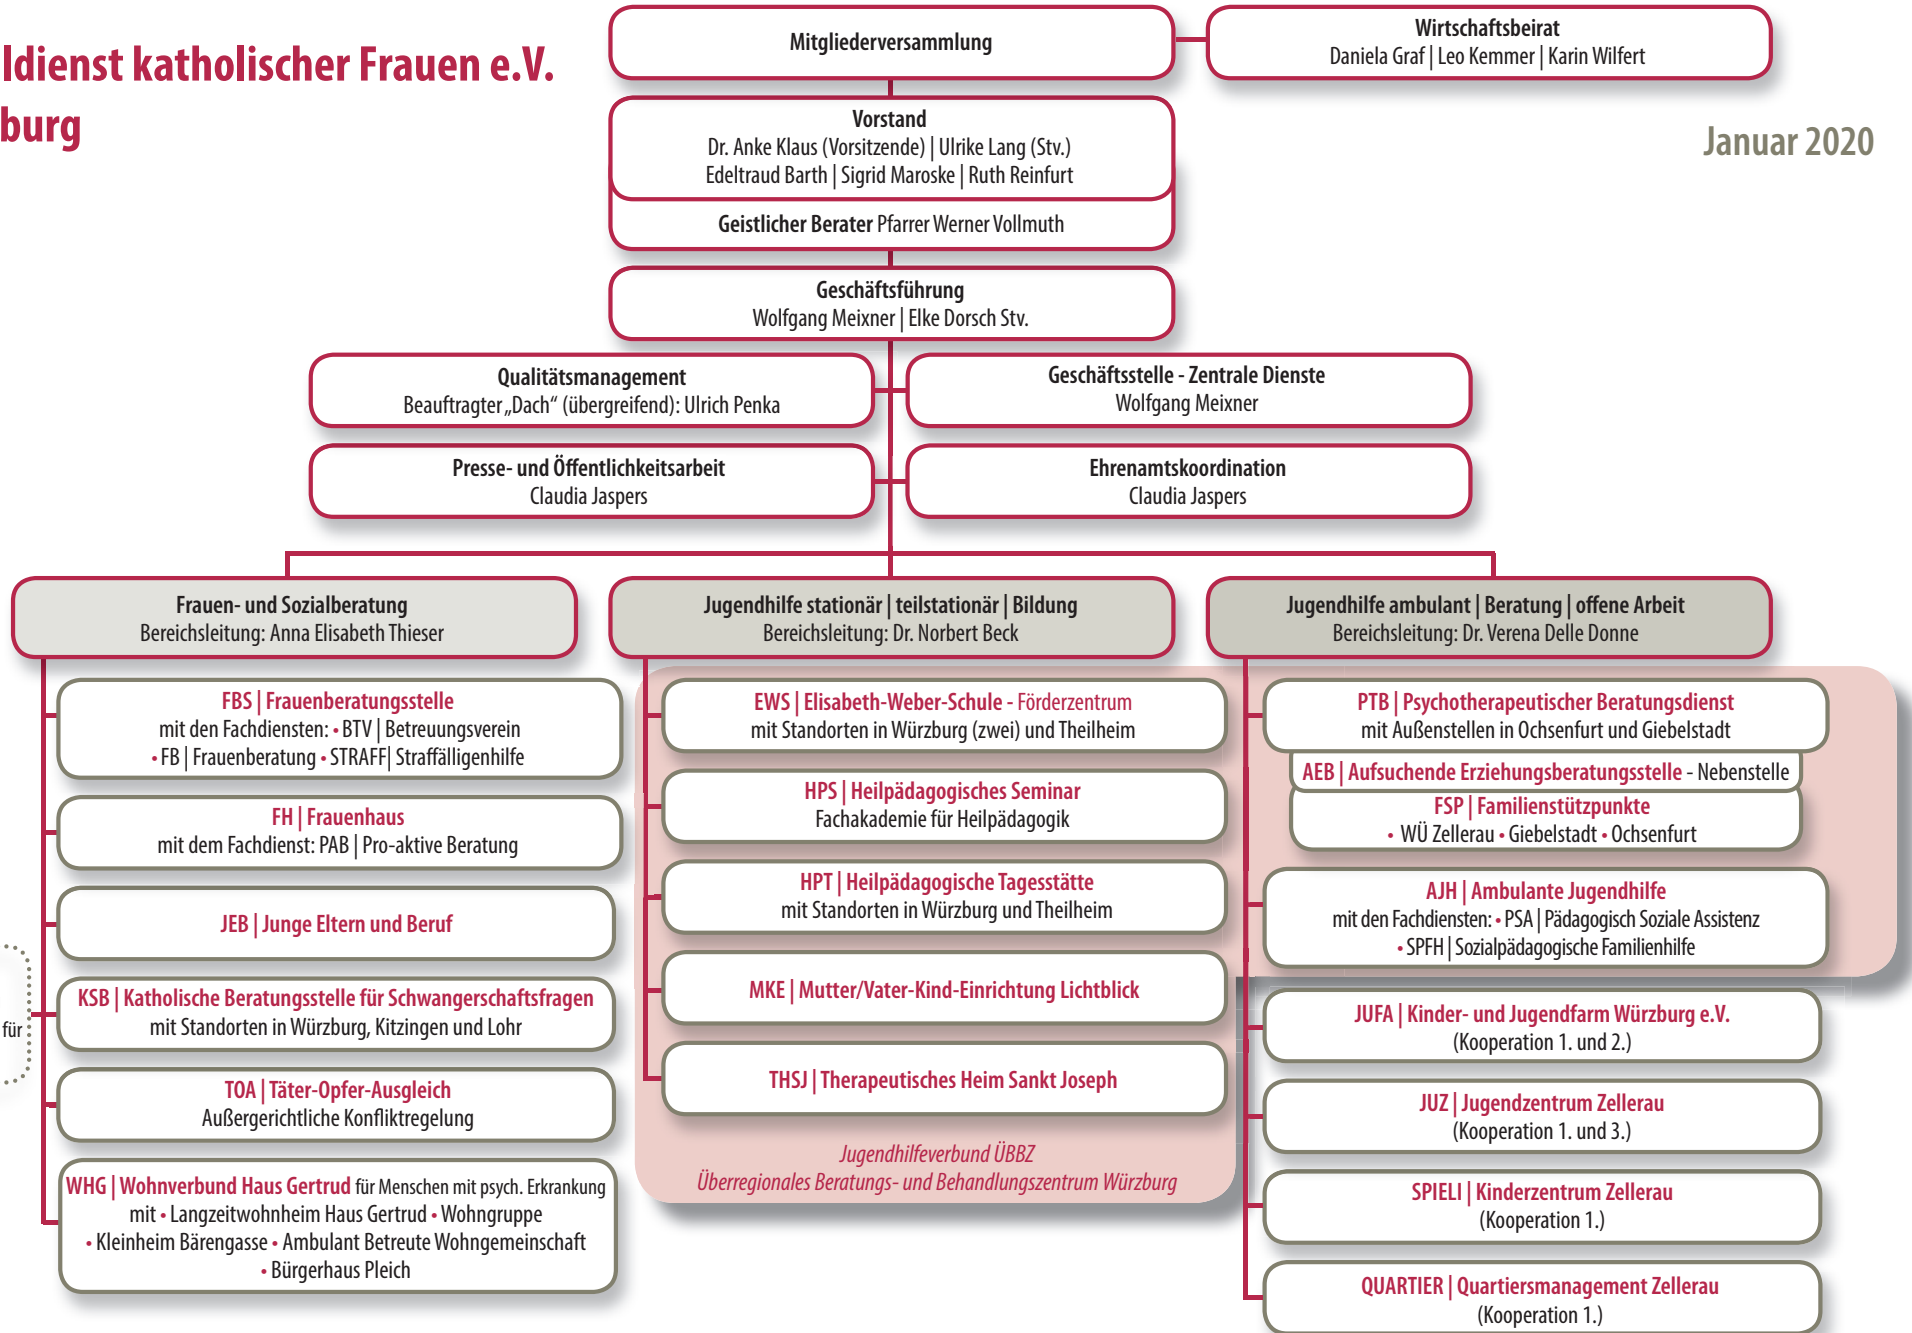 ldienst katholischer Frauen e.V.
burg
Januar 2020
Mitgliederversammlung
Wirtschaftsbeirat
Daniela Graf | Leo Kemmer | Karin Wilfert
Vorstand
Dr. Anke Klaus (Vorsitzende) | Ulrike Lang (Stv.)
Edeltraud Barth | Sigrid Maroske | Ruth Reinfurt
Geistlicher Berater Pfarrer Werner Vollmuth
Geschäftsführung
Wolfgang Meixner | Elke Dorsch Stv.
Qualitätsmanagement
Beauftragter „Dach“ (übergreifend): Ulrich Penka
Geschäftsstelle - Zentrale Dienste
Wolfgang Meixner
Presse- und Öffentlichkeitsarbeit
Claudia Jaspers
Ehrenamtskoordination
Claudia Jaspers
Frauen- und Sozialberatung
Bereichsleitung: Anna Elisabeth Thieser
FBS | Frauenberatungsstelle
mit den Fachdiensten: • BTV | Betreuungsverein
• FB | Frauenberatung • STRAFF| Straffälligenhilfe
FH | Frauenhaus
mit dem Fachdienst: PAB | Pro-aktive Beratung
JEB | Junge Eltern und Beruf
für
KSB | Katholische Beratungsstelle für Schwangerschaftsfragen
mit Standorten in Würzburg, Kitzingen und Lohr
TOA | Täter-Opfer-Ausgleich
Außergerichtliche Konfliktregelung
WHG | Wohnverbund Haus Gertrud für Menschen mit psych. Erkrankung
mit • Langzeitwohnheim Haus Gertrud • Wohngruppe
• Kleinheim Bärengasse • Ambulant Betreute Wohngemeinschaft
• Bürgerhaus Pleich
Jugendhilfe stationär | teilstationär | Bildung
Bereichsleitung: Dr. Norbert Beck
EWS | Elisabeth-Weber-Schule - Förderzentrum
mit Standorten in Würzburg (zwei) und Theilheim
HPS | Heilpädagogisches Seminar
Fachakademie für Heilpädagogik
HPT | Heilpädagogische Tagesstätte
mit Standorten in Würzburg und Theilheim
MKE | Mutter/Vater-Kind-Einrichtung Lichtblick
THSJ | Therapeutisches Heim Sankt Joseph
Jugendhilfeverbund ÜBBZ
Überregionales Beratungs- und Behandlungszentrum Würzburg
Jugendhilfe ambulant | Beratung | offene Arbeit
Bereichsleitung: Dr. Verena Delle Donne
PTB | Psychotherapeutischer Beratungsdienst
mit Außenstellen in Ochsenfurt und Giebelstadt
AEB | Aufsuchende Erziehungsberatungsstelle - Nebenstelle
FSP | Familienstützpunkte
• WÜ Zellerau • Giebelstadt • Ochsenfurt
AJH | Ambulante Jugendhilfe
mit den Fachdiensten: • PSA | Pädagogisch Soziale Assistenz
• SPFH | Sozialpädagogische Familienhilfe
JUFA | Kinder- und Jugendfarm Würzburg e.V.
(Kooperation 1. und 2.)
JUZ | Jugendzentrum Zellerau
(Kooperation 1. und 3.)
SPIELI | Kinderzentrum Zellerau
(Kooperation 1.)
QUARTIER | Quartiersmanagement Zellerau
(Kooperation 1.)